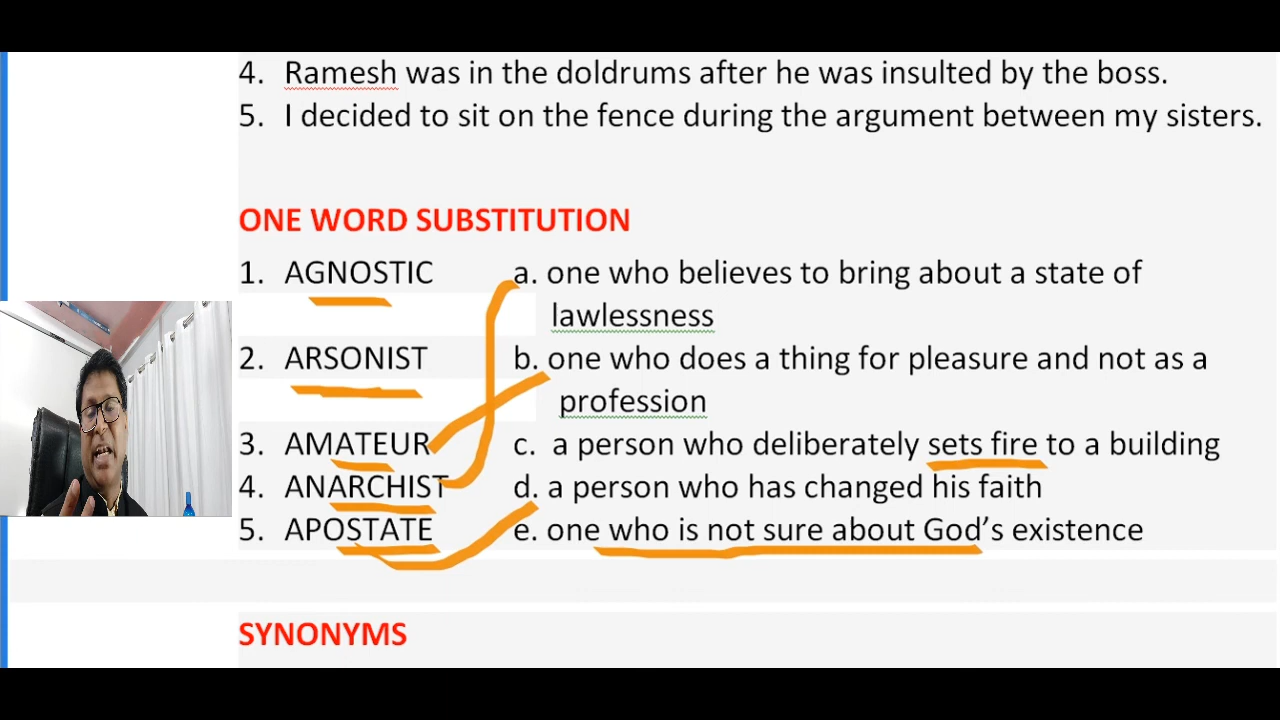 4. Ramesh was in the doldrums after he was insulted by the boss.
5. I decided to sit on the fence during the argument between my sisters.
ONE WORD SUBSTITUTION
1. AGNOSTIC a. one who believes to bring about a state of
lawlessness
2. ARSONIST b. one who does a thing for pleasure and not as a
profession
3. AMATEUR c. a person who deliberately sets fire to a building
4. ANARCHIST d. a person who has changed his faith
5. APOSTATE e. one who is not sure about God’s existence
SYNONYMS